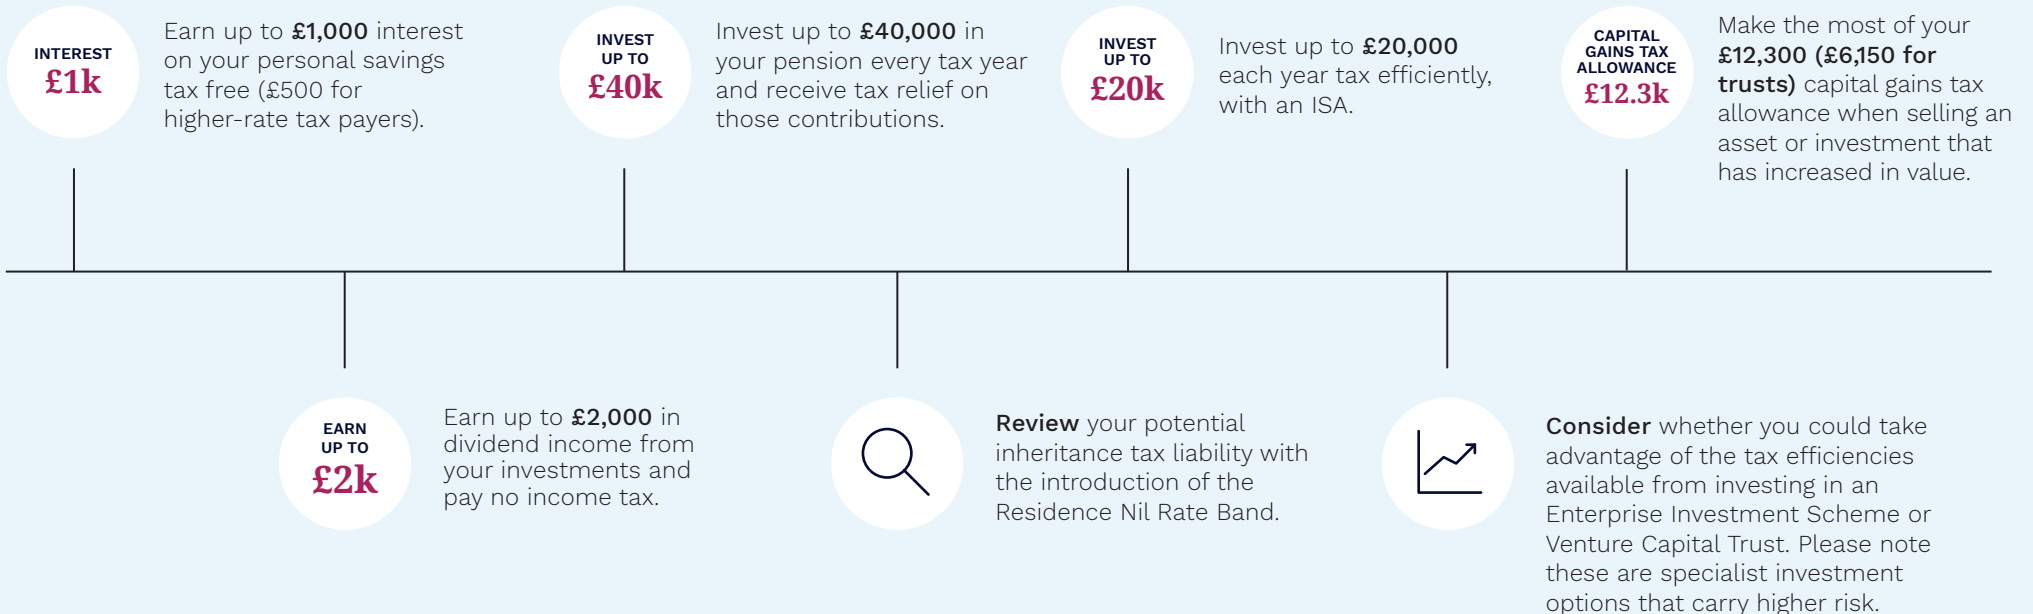 INTEREST
£1k
Earn up to £1,000 interest
on your personal savings
tax free (£500 for
higher-rate tax payers).
EARN
UP TO
£2k
Earn up to £2,000 in
dividend income from
your investments and
pay no income tax.
INVEST
UP TO
£40k
Invest up to £40,000 in
your pension every tax year
and receive tax relief on
those contributions.
Review your potential
inheritance tax liability with
the introduction of the
Residence Nil Rate Band.
INVEST
UP TO
£20k
Invest up to £20,000
each year tax efficiently,
with an ISA.
Consider whether you could take
advantage of the tax efficiencies
available from investing in an
Enterprise Investment Scheme or
Venture Capital Trust. Please note
these are specialist investment
options that carry higher risk.
CAPITAL
GAINS TAX
ALLOWANCE
£12.3k
Make the most of your
£12,300 (£6,150 for
trusts) capital gains tax
allowance when selling an
asset or investment that
has increased in value.